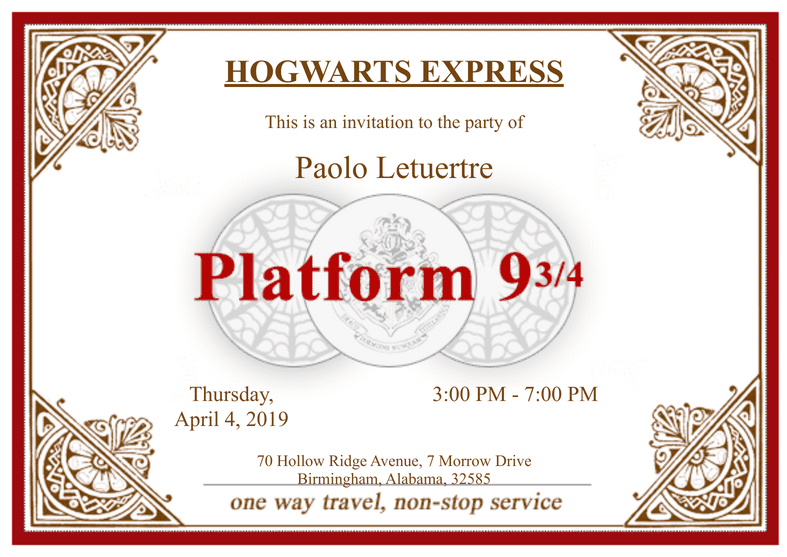 HOGWARTS EXPRESS
This is an invitation to the party of
Paolo Letuertre
Platform 9 3/4
Thursday,
April 4, 2019
3:00 PM - 7:00 PM
70 Hollow Ridge Avenue, 7 Morrow Drive
Birmingham, Alabama, 32585
one way travel, non-stop service